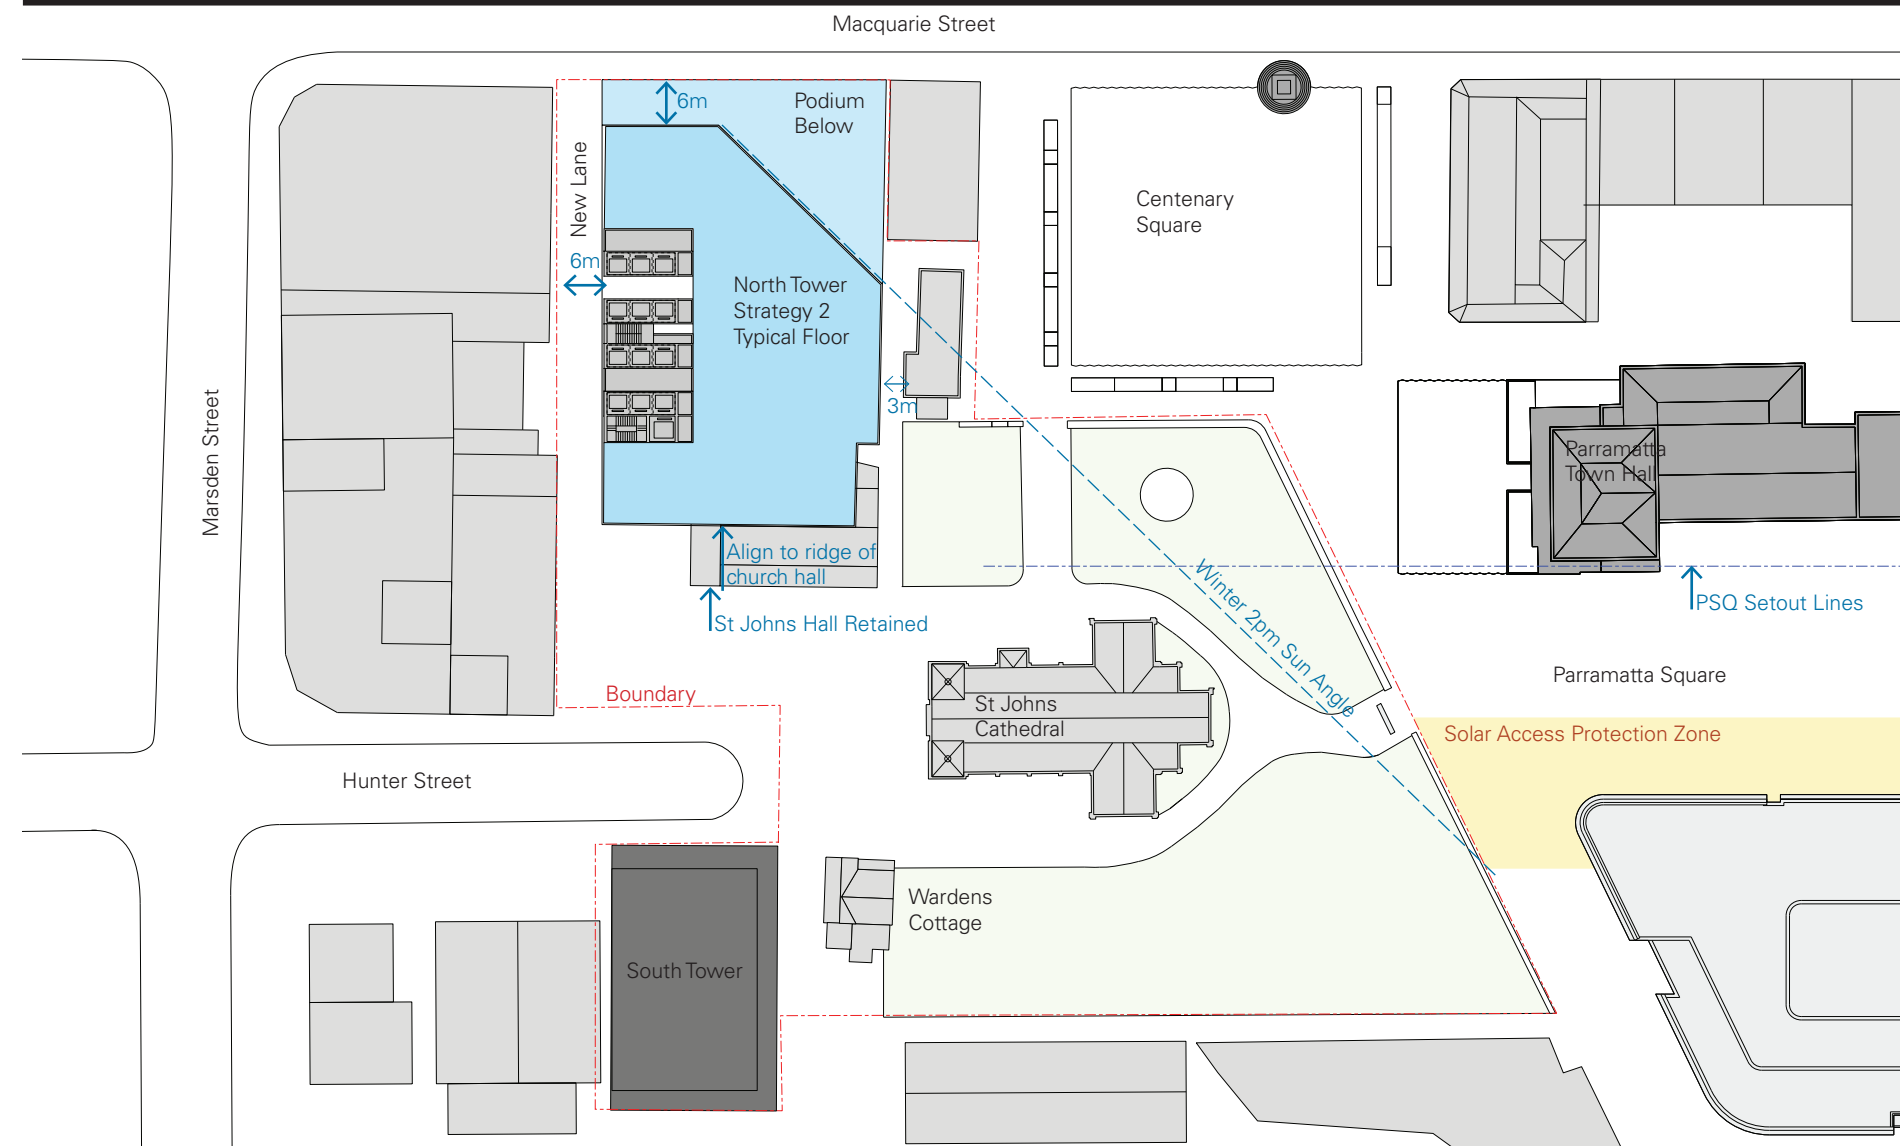 Macquarie Street
6m
Podium
Below
New Lane
Centenary
Square
6m
North Tower
Strategy 2
Typical Floor
3m
Marsden Street
Parramatta
Town Hall
Align to ridge of
church hall
St Johns Hall Retained
Winter 2pm Sun Angle
PSQ Setout Lines
Parramatta Square
Boundary
St Johns
Cathedral
Solar Access Protection Zone
Hunter Street
Wardens
Cottage
South Tower